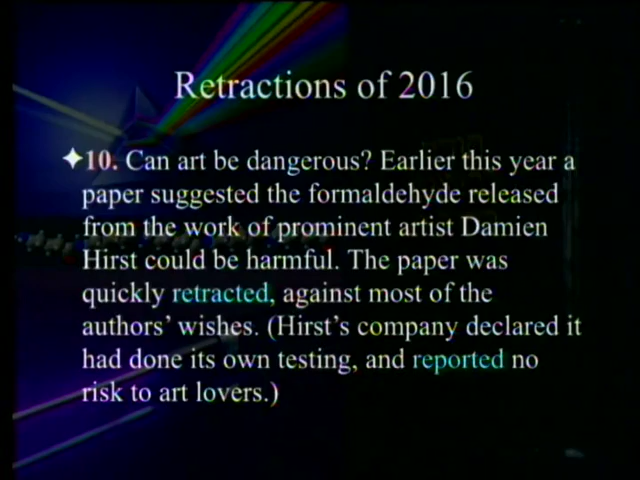 Retractions of 2016
✦10. Can art be dangerous? Earlier this year a
paper suggested the formaldehyde released
from the work of prominent artist Damien
Hirst could be harmful. The paper was
quickly retracted, against most of the
authors’ wishes. (Hirst’s company declared it
had done its own testing, and reported no
risk to art lovers.)